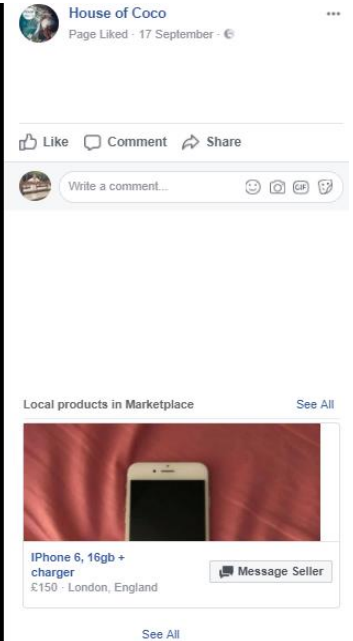 House of Coco
Page Liked · 17 September ·
Like Comment Share
Write a comment...
GIF
Local products in Marketplace See All
IPhone 6, 16gb +
charger
£150 · London, England
Message Seller
See All